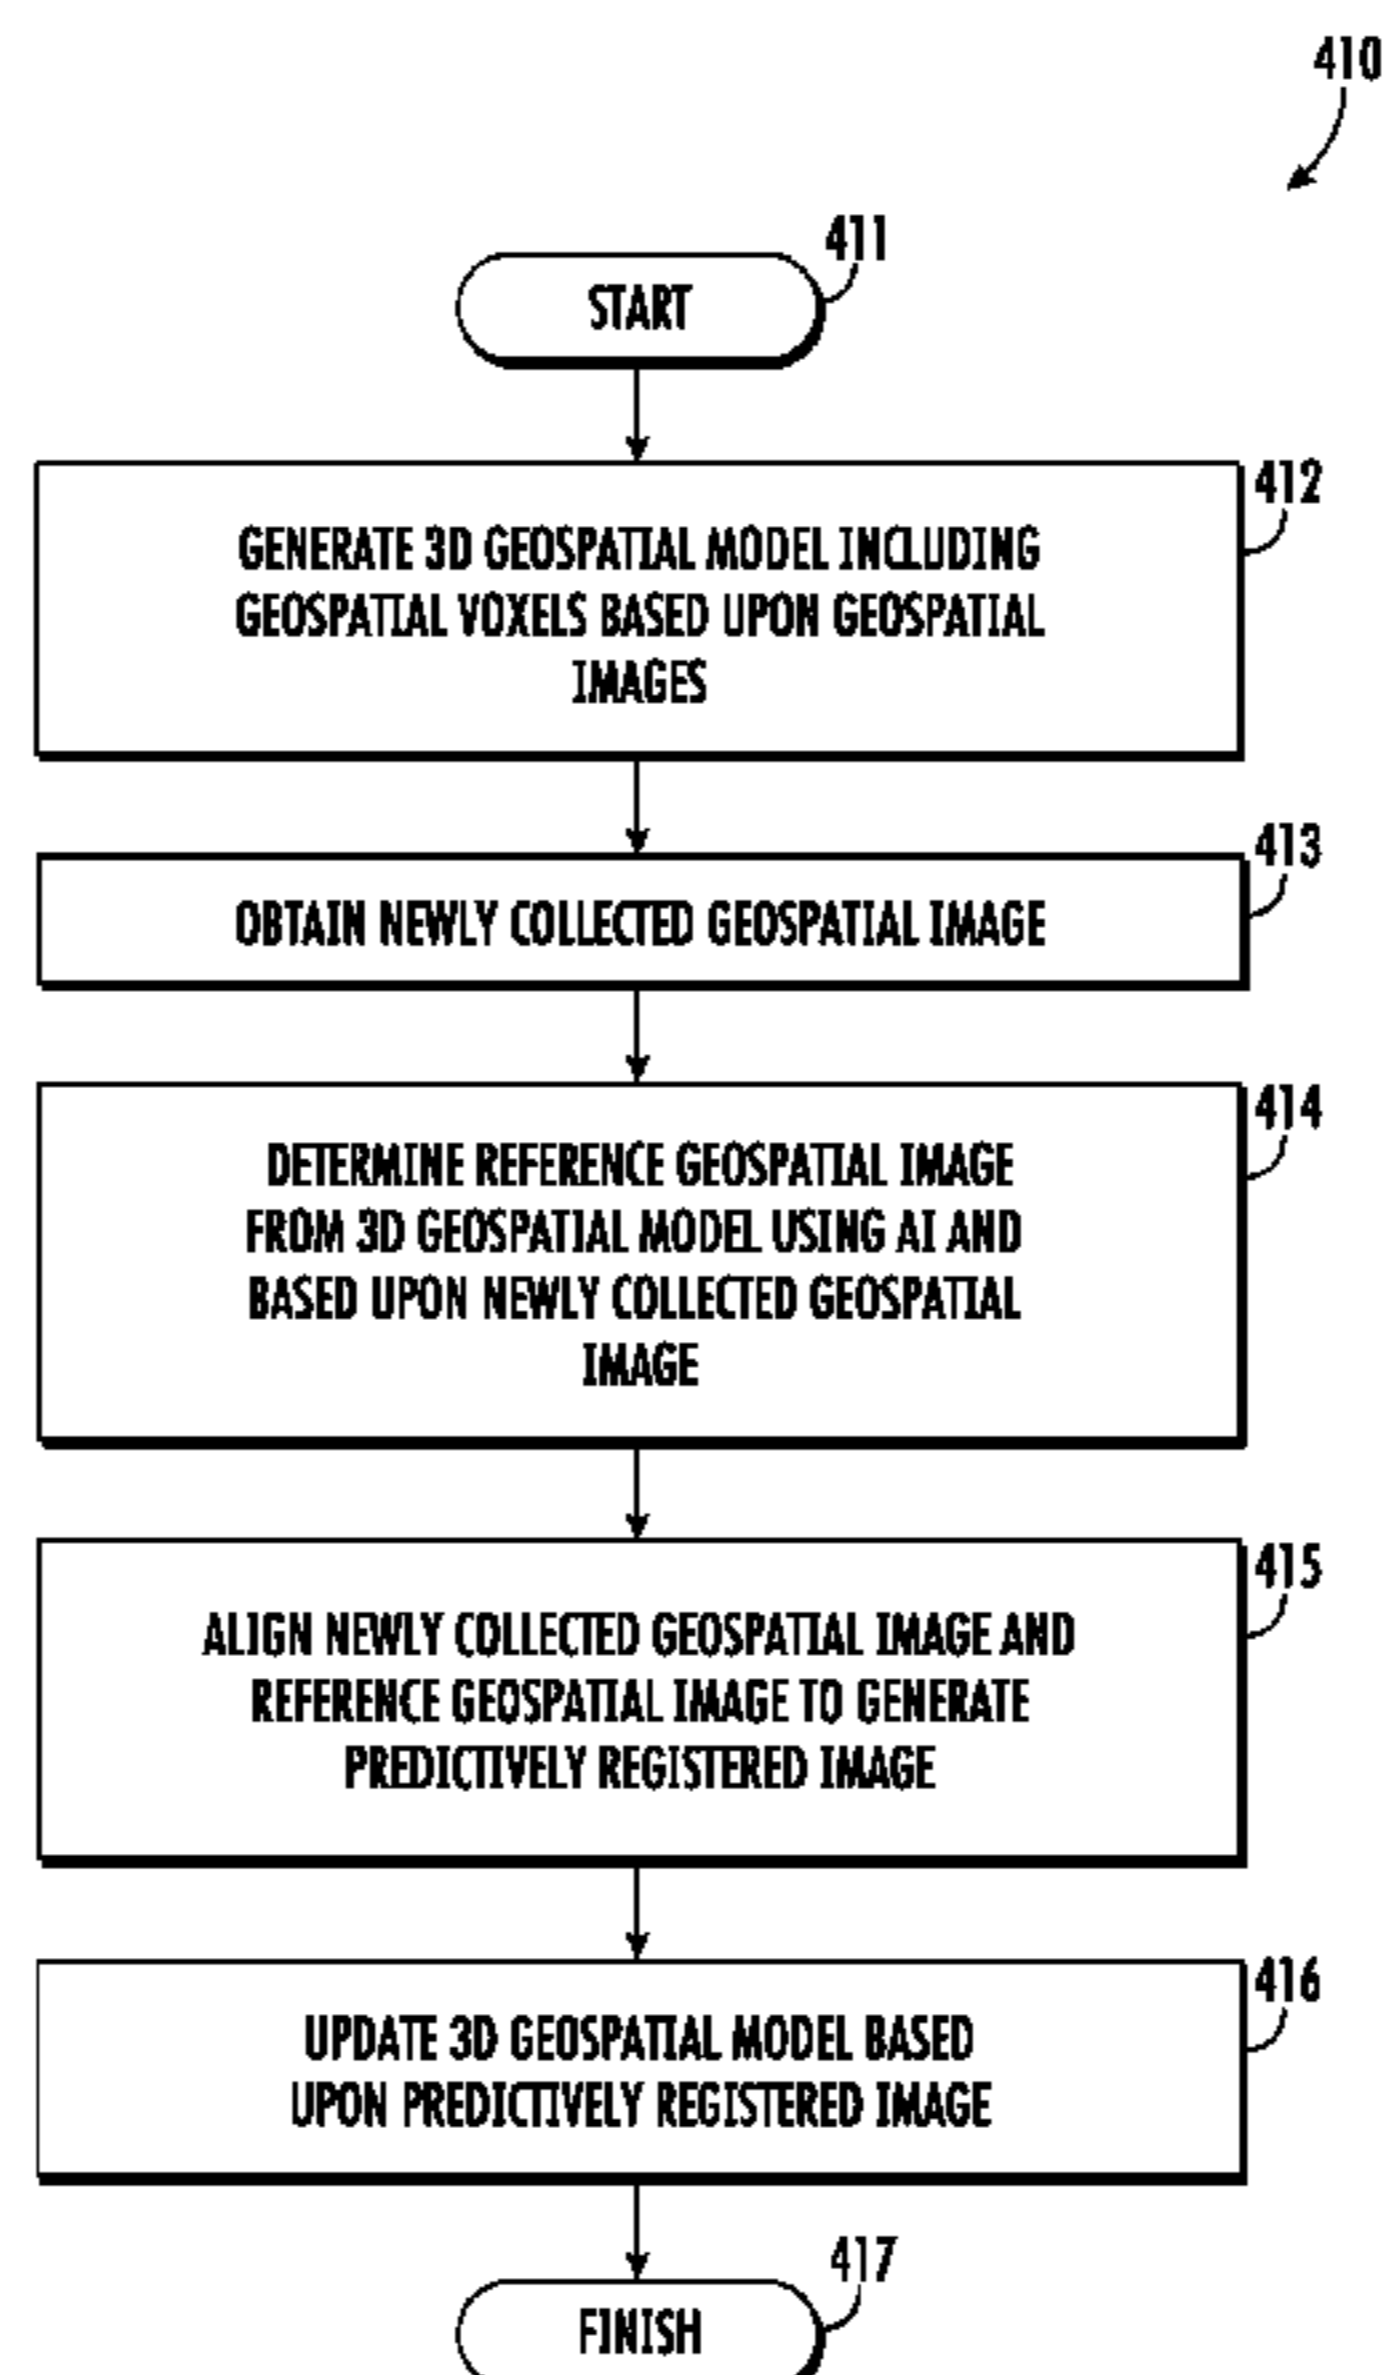 410
411
START
412
GENERATE 3D GEOSPATIAL MODEL INCLUDING
GEOSPATIAL VOXELS BASED UPON GEOSPATIAL
IMAGES
413
OBTAIN NEWLY COLLECTED GEOSPATIAL IMAGE
414
DETERMINE REFERENCE GEOSPATIAL IMAGE
FROM 3D GEOSPATIAL MODEL USING AI AND
BASED UPON NEWLY COLLECTED GEOSPATIAL
IMAGE
415
ALIGN NEWLY COLLECTED GEOSPATIAL IMAGE AND
REFERENCE GEOSPATIAL IMAGE TO GENERATE
PREDICTIVELY REGISTERED IMAGE
416
UPDATE 3D GEOSPATIAL MODEL BASED
UPON PREDICTIVELY REGISTERED IMAGE
417
FINISH